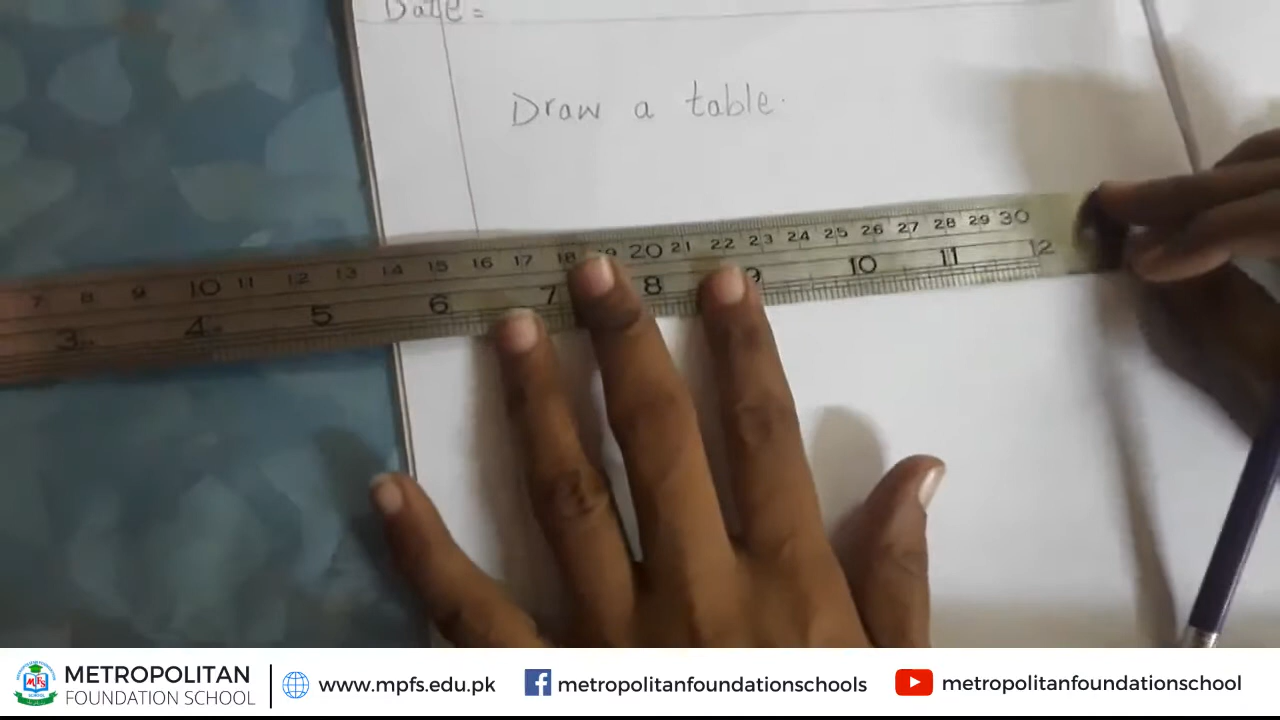 Date =
Draw a table.
7 8 9 10 11 12 13 14 15 16 17 18 19 20 21 22 23 24 25 26 27 28 29 30
3 4 5 6 7 8 9 10 11 12
METROPOLITAN
FOUNDATION SCHOOL
www.mpfs.edu.pk
metropolitanfoundationschools
metropolitanfoundationschool